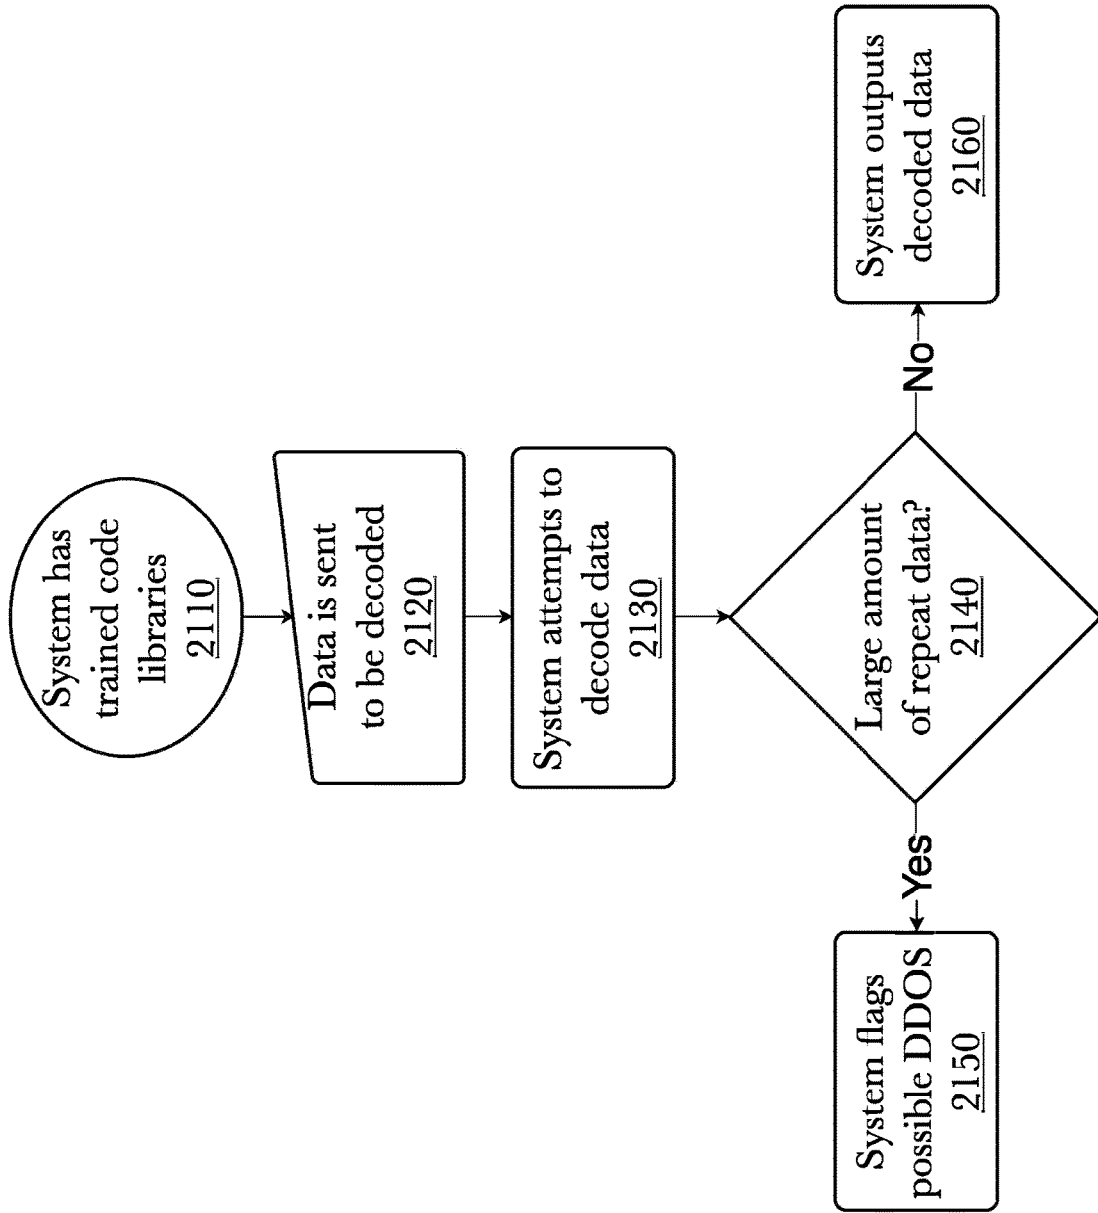 System has
trained code
libraries
2110
Data is sent
to be decoded
2120
System attempts to
decode data
2130
Large amount
of repeat data?
2140
Yes
No
System flags
possible DDOS
2150
System outputs
decoded data
2160